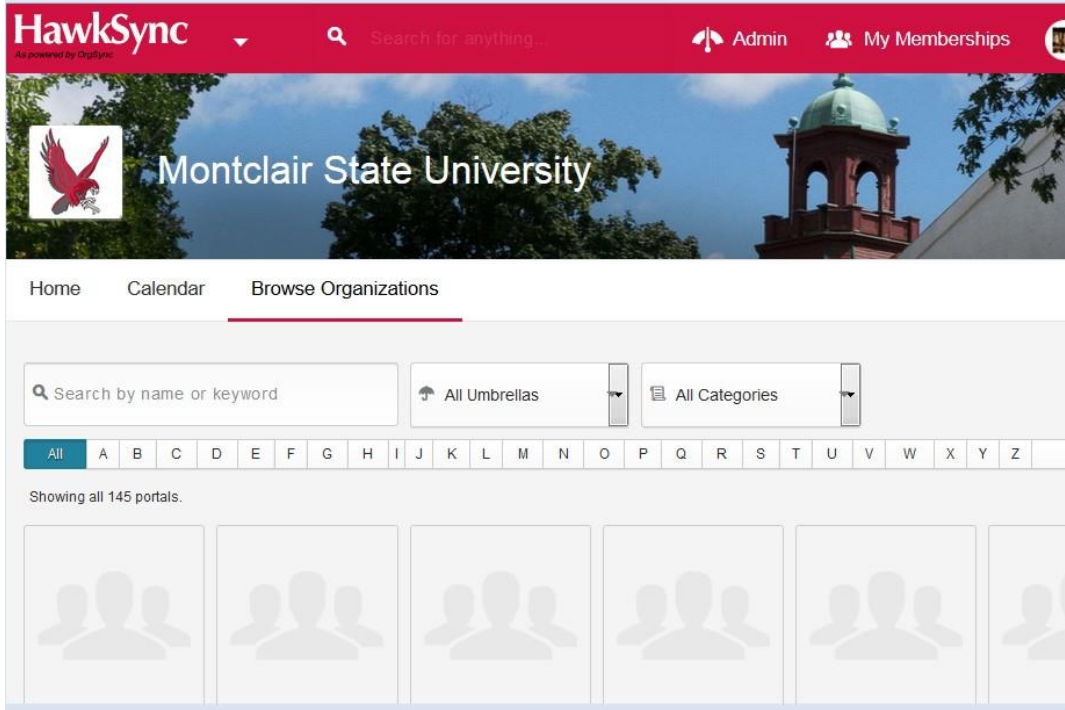 HawkSync
As powered by OrgSync
Search for anything...
Admin
My Memberships
Montclair State University
Home Calendar Browse Organizations
Search by name or keyword
All Umbrellas
All Categories
All A B C D E F G H I J K L M N O P Q R S T U V W X Y Z
Showing all 145 portals.